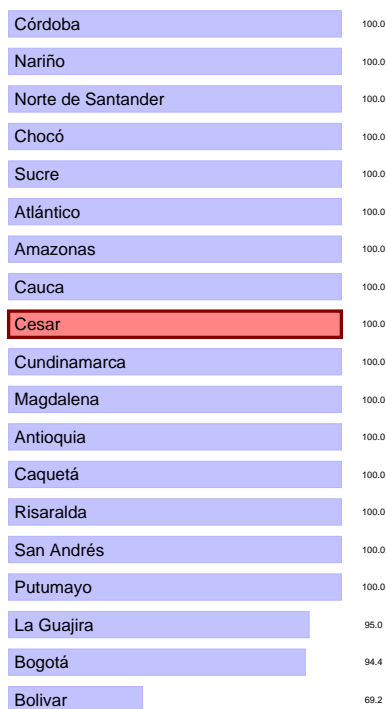 Córdoba 100.0
Nariño 100.0
Norte de Santander 100.0
Chocó 100.0
Sucre 100.0
Atlántico 100.0
Amazonas 100.0
Cauca 100.0
Cesar 100.0
Cundinamarca 100.0
Magdalena 100.0
Antioquia 100.0
Caquetá 100.0
Risaralda 100.0
San Andrés 100.0
Putumayo 100.0
La Guajira 95.0
Bogotá 94.4
Bolivar 69.2